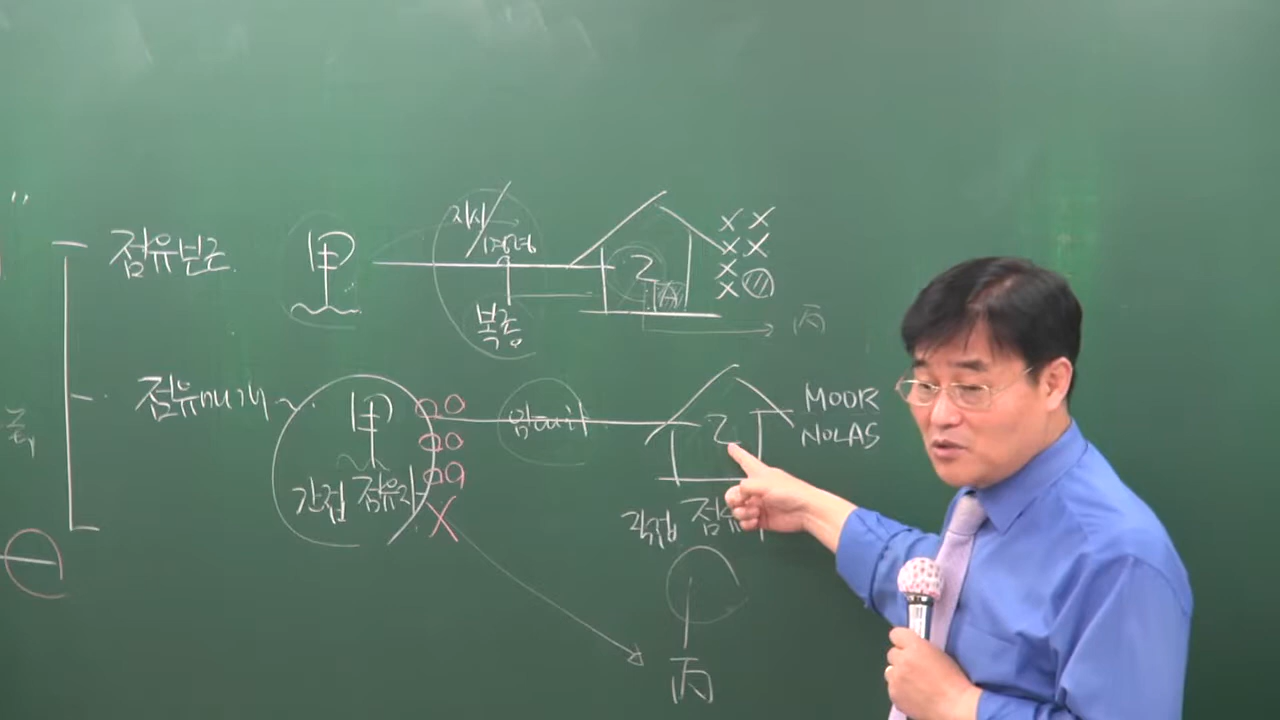 점유보조 甲 지시/명령 乙 A
복종 丙
점유매개 甲 임대차 乙 MOOR
NOLAS
간접 점유자 직접 점유
丙